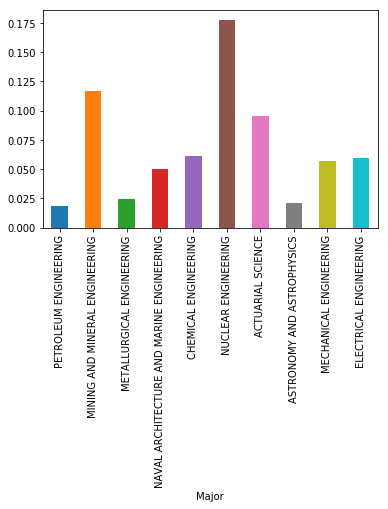 0.175
0.150
0.125
0.100
0.075
0.050
0.025
0.000
PETROLEUM ENGINEERING
MINING AND MINERAL ENGINEERING
METALLURGICAL ENGINEERING
NAVAL ARCHITECTURE AND MARINE ENGINEERING
CHEMICAL ENGINEERING
NUCLEAR ENGINEERING
ACTUARIAL SCIENCE
ASTRONOMY AND ASTROPHYSICS
MECHANICAL ENGINEERING
ELECTRICAL ENGINEERING
Major